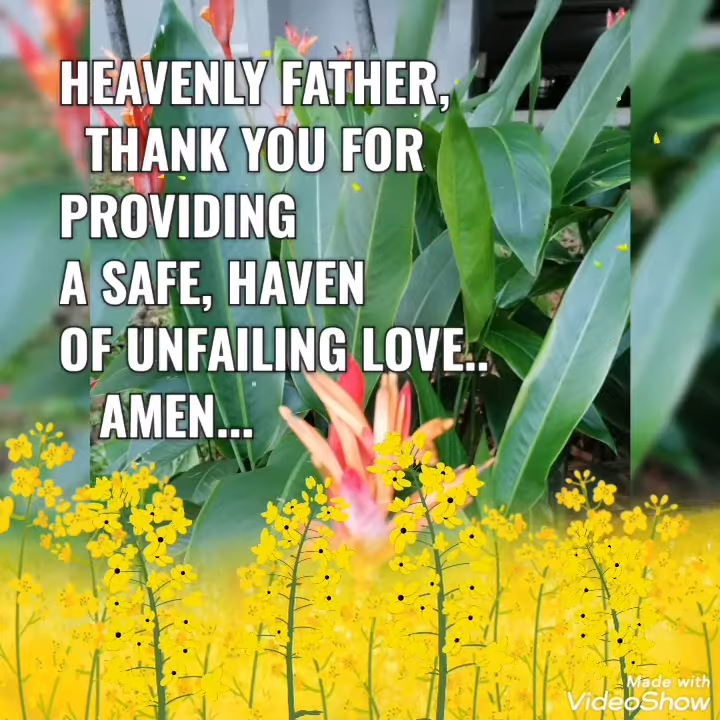 HEAVENLY FATHER,
THANK YOU FOR
PROVIDING
A SAFE, HAVEN
OF UNFAILING LOVE..
AMEN...
Made with
VideoShow